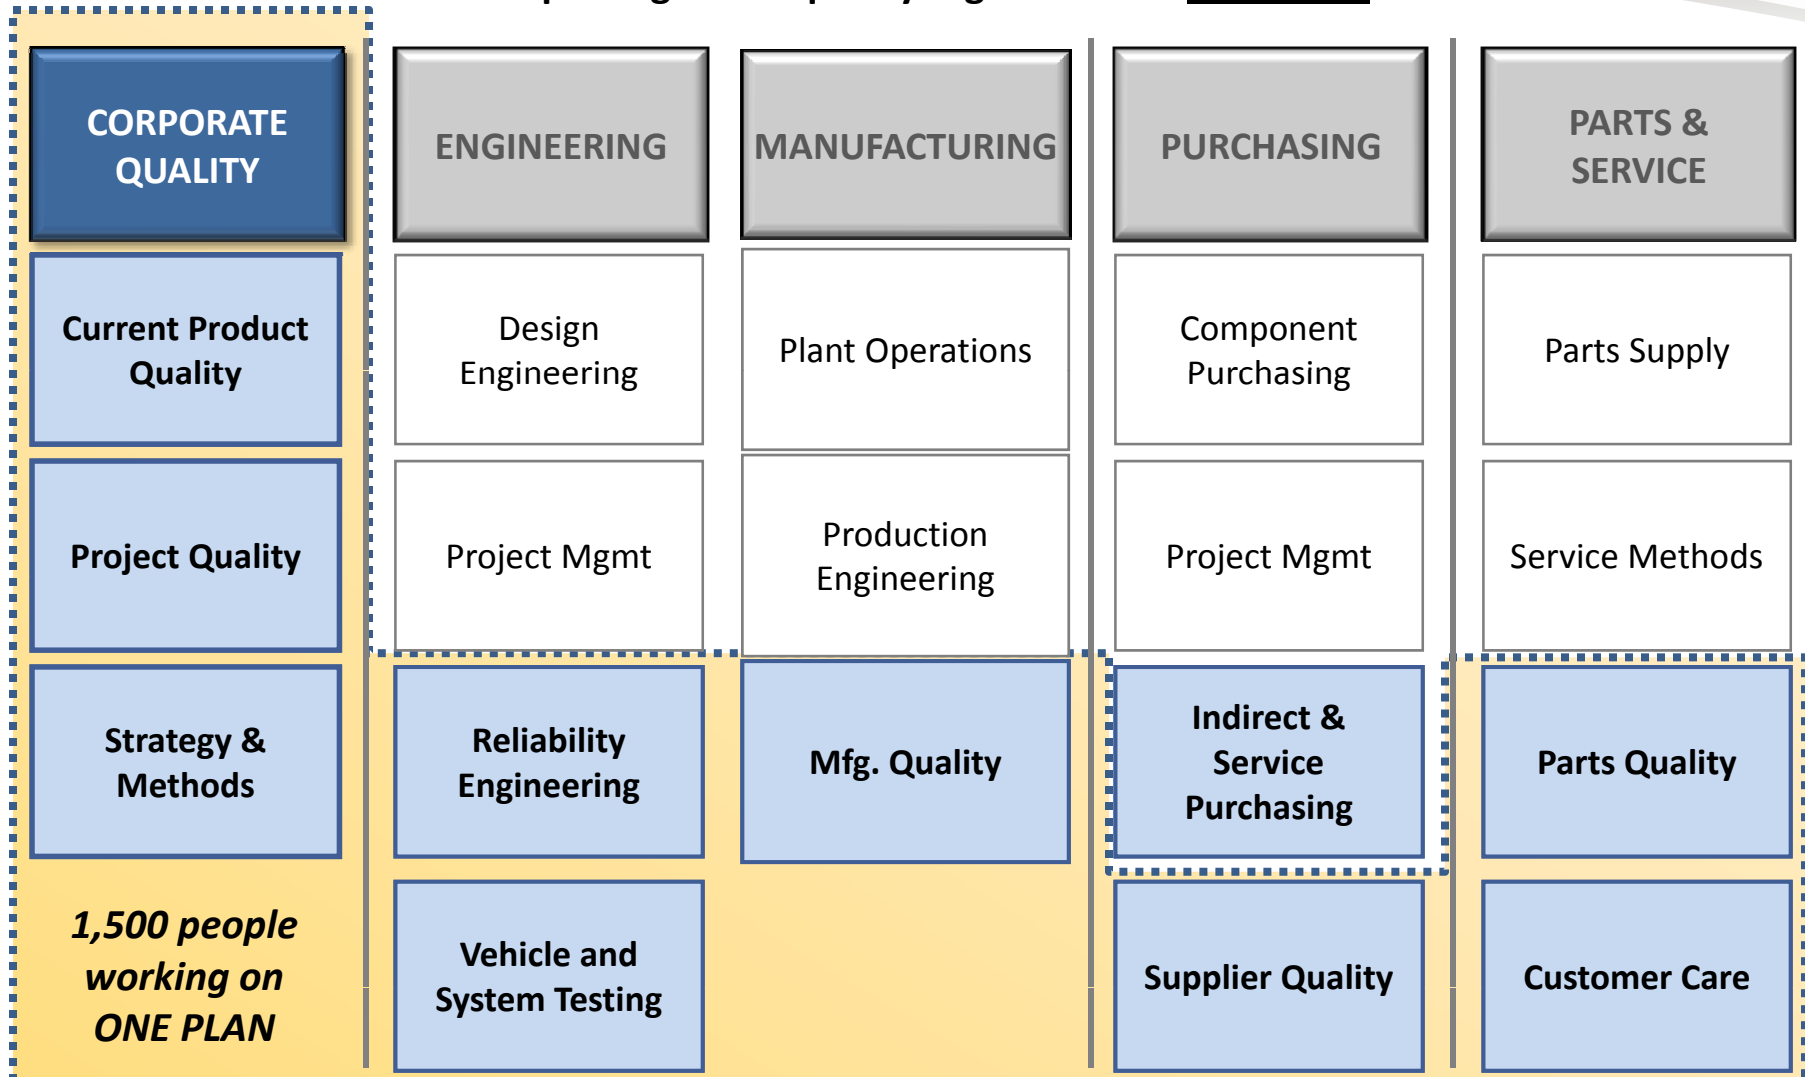 CORPORATE
QUALITY
ENGINEERING
MANUFACTURING
PURCHASING
PARTS &
SERVICE
Current Product
Quality
Design
Engineering
Plant Operations
Component
Purchasing
Parts Supply
Project Quality
Project Mgmt
Production
Engineering
Project Mgmt
Service Methods
Strategy &
Methods
Reliability
Engineering
Mfg. Quality
Indirect &
Service
Purchasing
Parts Quality
1,500 people
working on
ONE PLAN
Vehicle and
System Testing
Supplier Quality
Customer Care